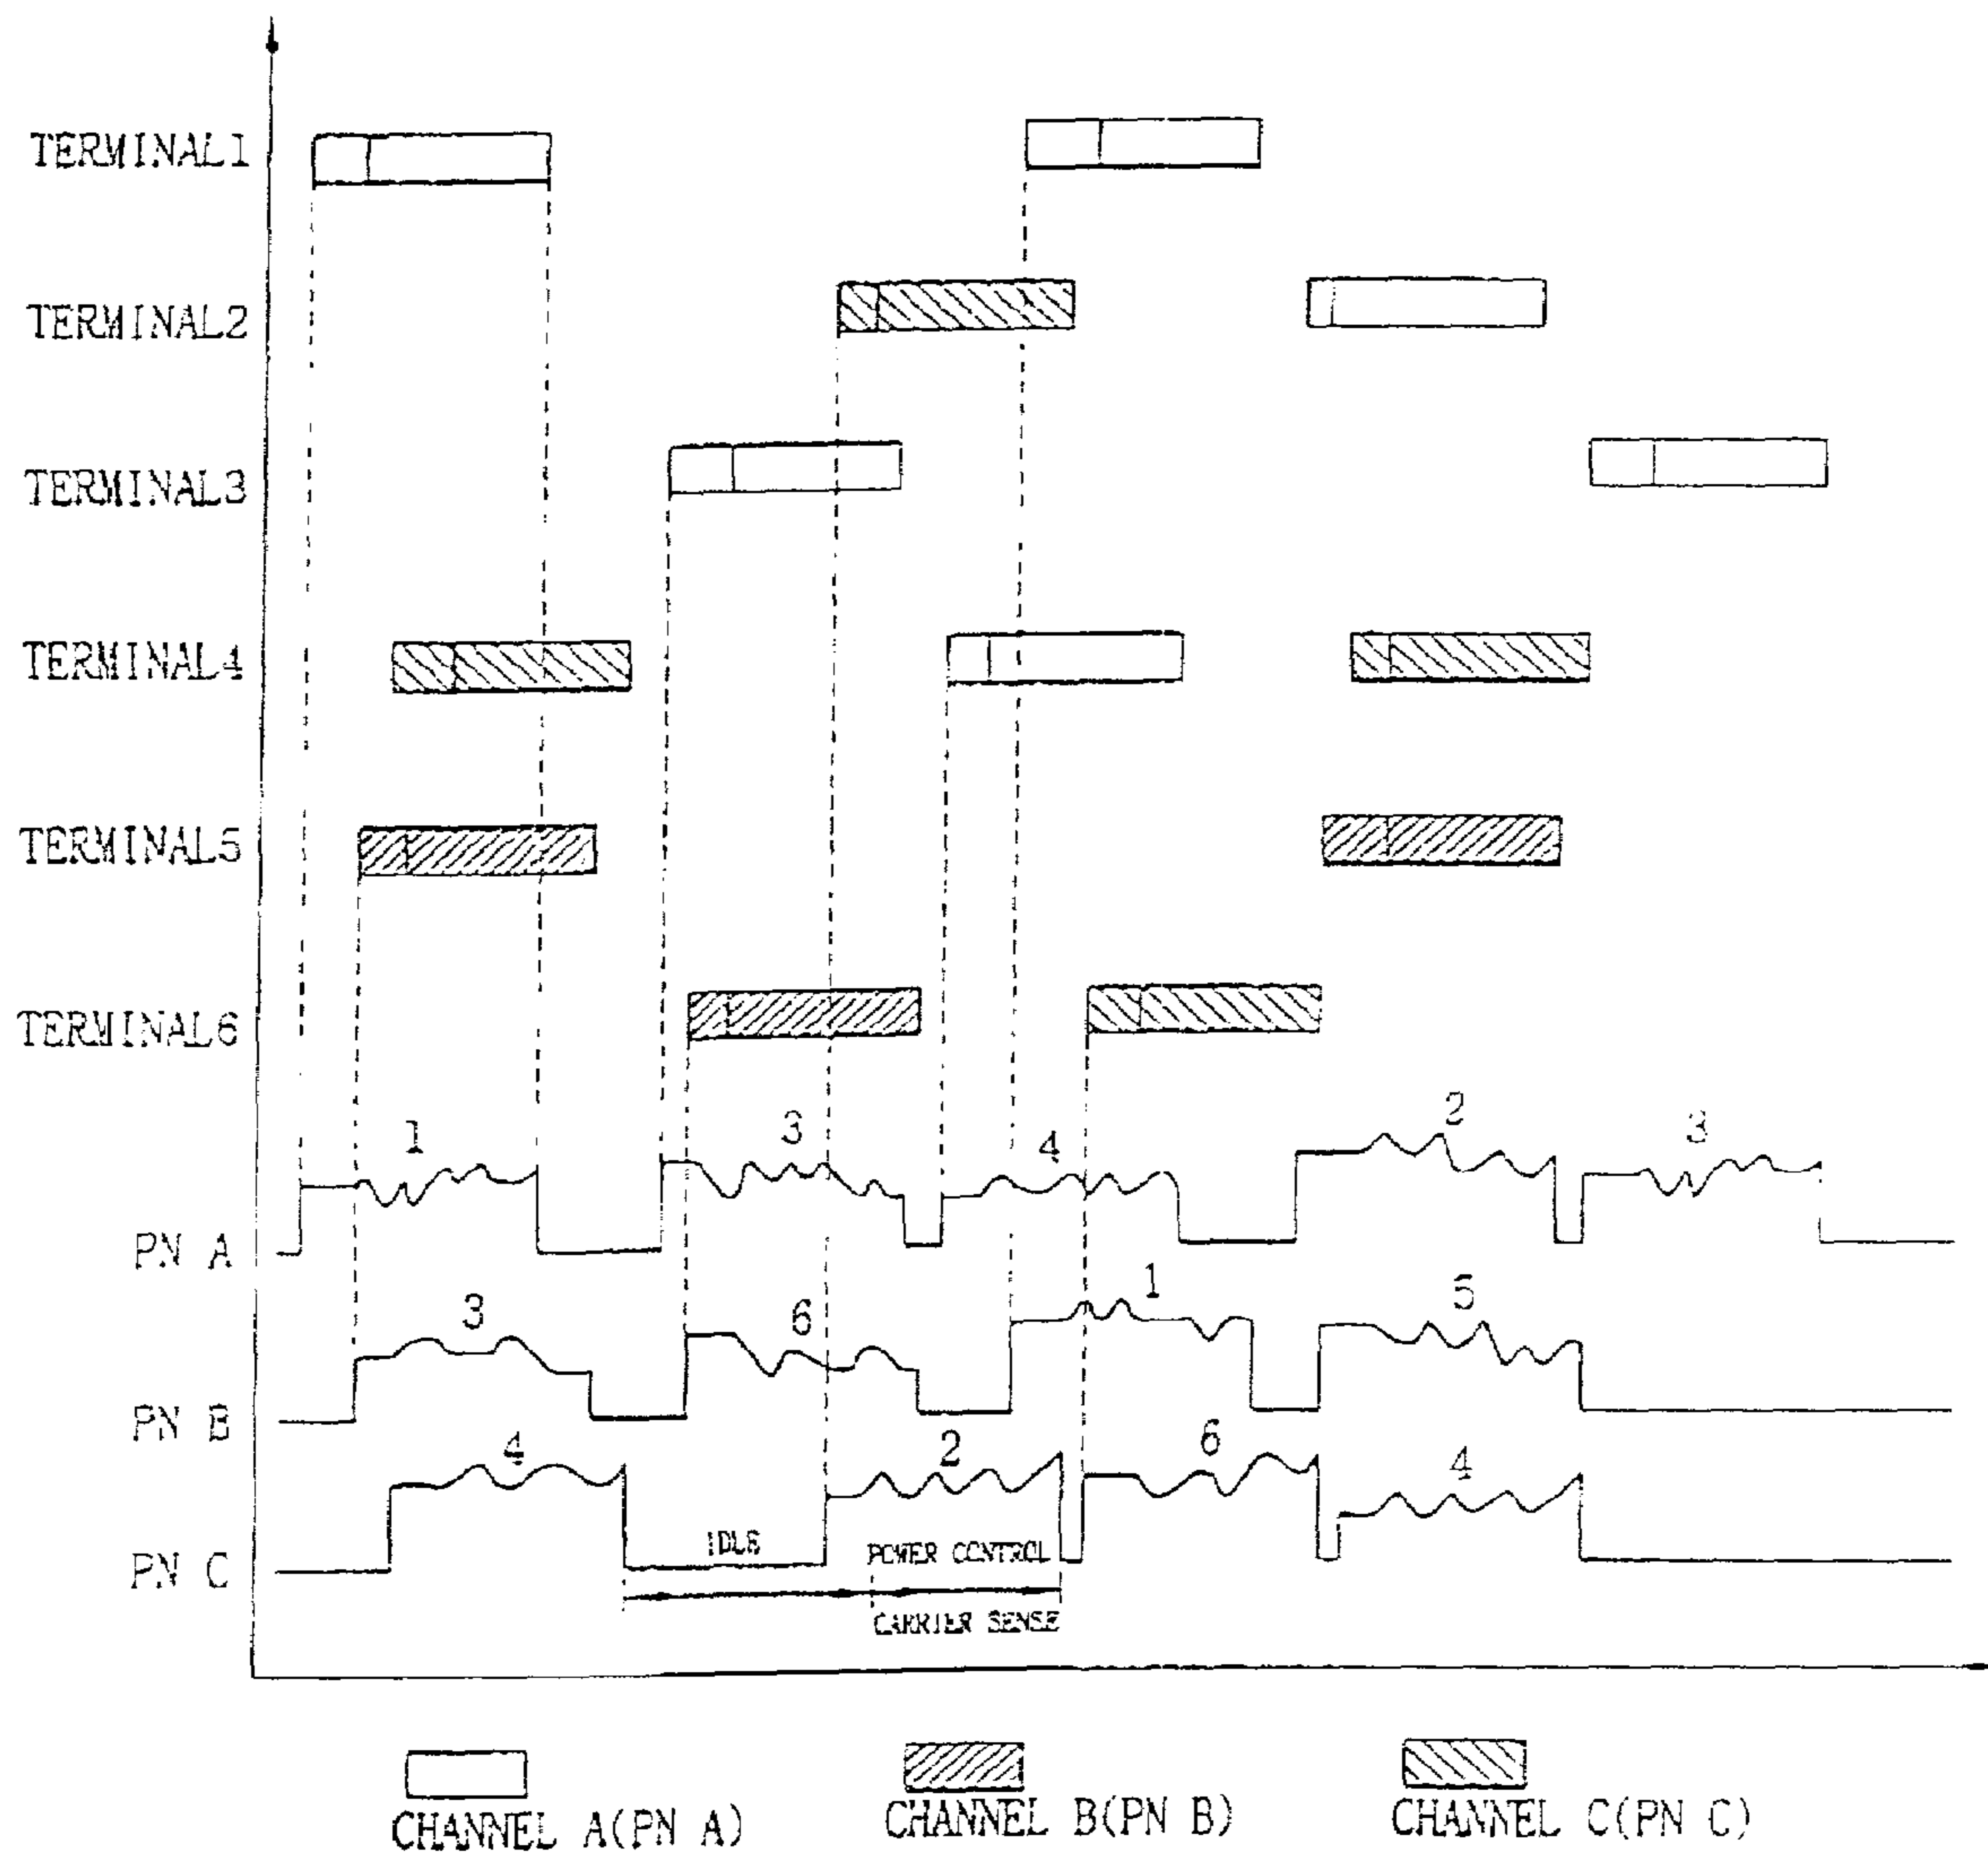 TERMINAL1
TERMINAL2
TERMINAL3
TERMINAL4
TERMINAL5
TERMINAL6
1 3 4 2 3
PN A
3 6 1 5
PN B
4 2 6 4
PN C
IDLE
POWER CONTROL
CARRIER SENSE
CHANNEL A(PN A)
CHANNEL B(PN B)
CHANNEL C(PN C)